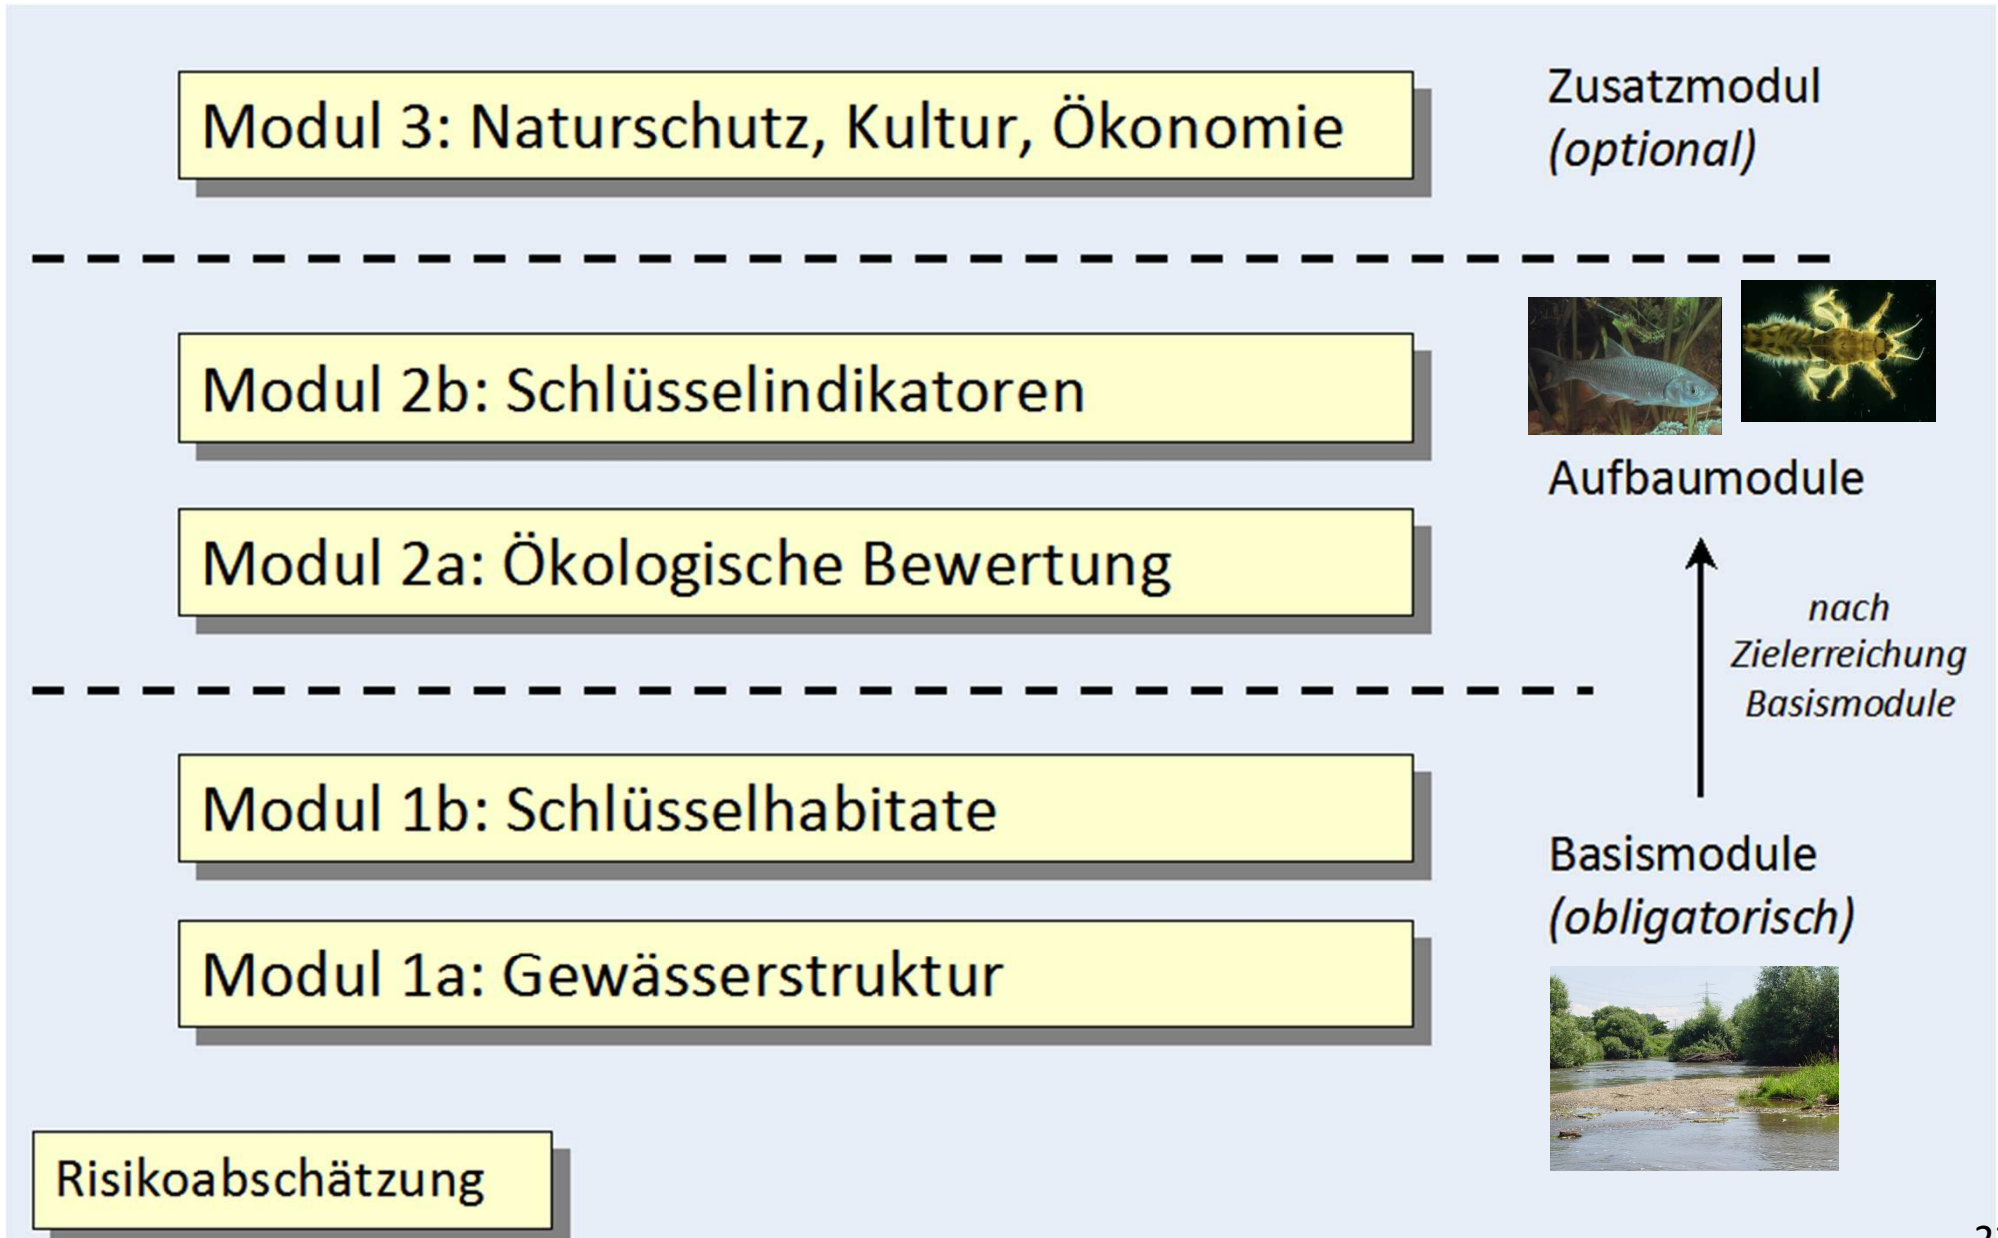 Modul 3: Naturschutz, Kultur, Ökonomie
Zusatzmodul
(optional)
Modul 2b: Schlüsselindikatoren
Aufbaumodule
Modul 2a: Ökologische Bewertung
nach
Zielerreichung
Basismodule
Modul 1b: Schlüsselhabitate
Basismodule
(obligatorisch)
Modul 1a: Gewässerstruktur
Risikoabschätzung